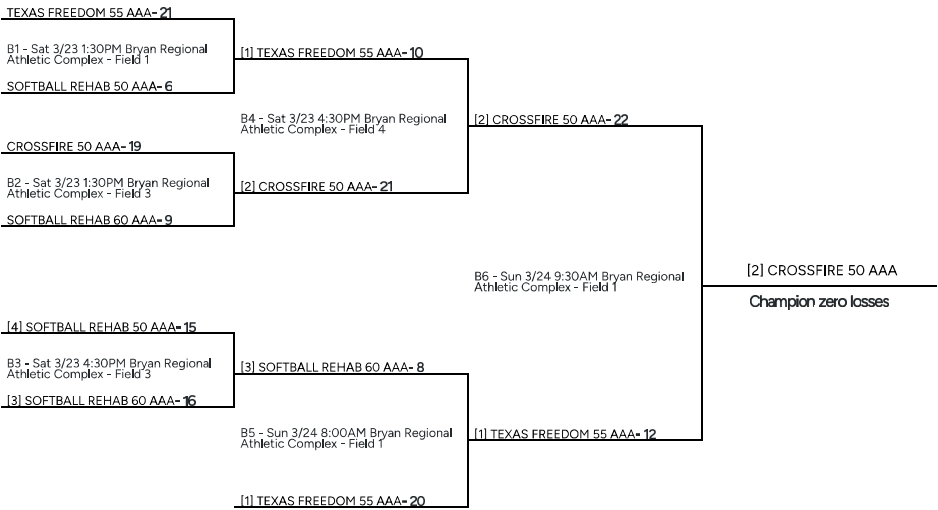 TEXAS FREEDOM 55 AAA- 21
B1 - Sat 3/23 1:30PM Bryan Regional
Athletic Complex - Field 1
SOFTBALL REHAB 50 AAA- 6
[1] TEXAS FREEDOM 55 AAA- 10
B4 - Sat 3/23 4:30PM Bryan Regional
Athletic Complex - Field 4
CROSSFIRE 50 AAA- 19
B2 - Sat 3/23 1:30PM Bryan Regional
Athletic Complex - Field 3
SOFTBALL REHAB 60 AAA- 9
[2] CROSSFIRE 50 AAA- 21
[2] CROSSFIRE 50 AAA- 22
B6 - Sun 3/24 9:30AM Bryan Regional
Athletic Complex - Field 1
[2] CROSSFIRE 50 AAA
Champion zero losses
[4] SOFTBALL REHAB 50 AAA- 15
B3 - Sat 3/23 4:30PM Bryan Regional
Athletic Complex - Field 3
[3] SOFTBALL REHAB 60 AAA- 16
[3] SOFTBALL REHAB 60 AAA- 8
B5 - Sun 3/24 8:00AM Bryan Regional
Athletic Complex - Field 1
[1] TEXAS FREEDOM 55 AAA- 20
[1] TEXAS FREEDOM 55 AAA- 12